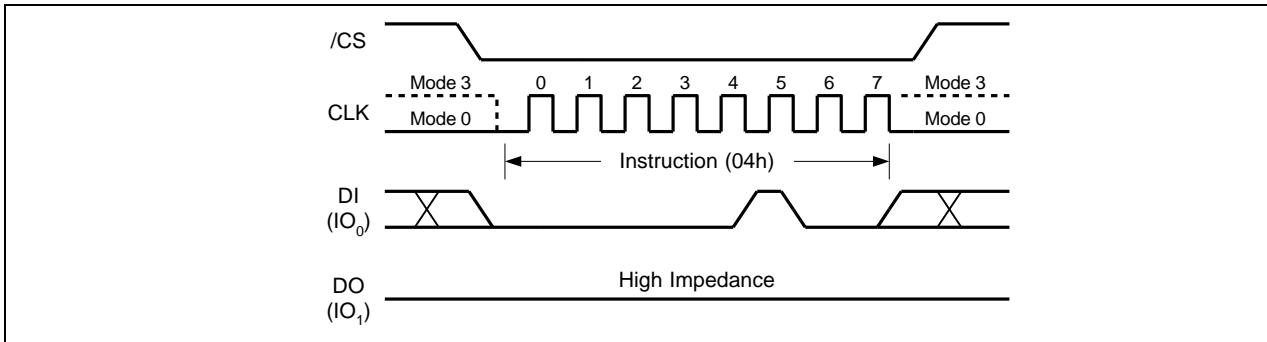 /CS
Mode 3 0 1 2 3 4 5 6 7 Mode 3
CLK
Mode 0 Mode 0
Instruction (04h)
DI
(IO₀)
High Impedance
DO
(IO₁)